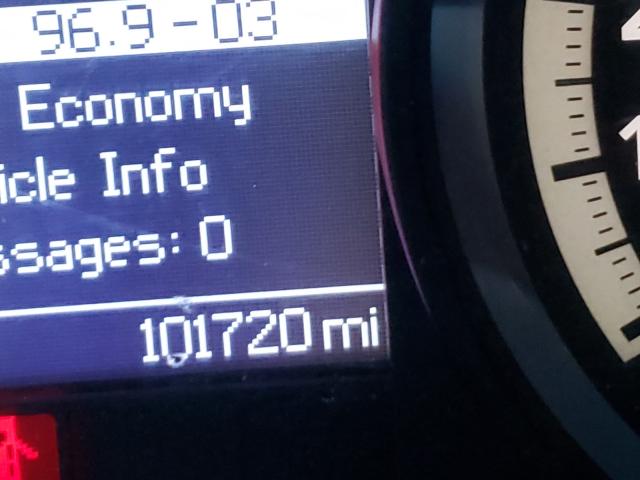 96.9-03
Economy
icle Info
ssages: 0
101720 mi